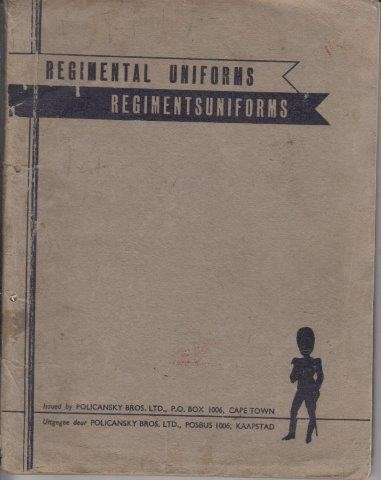 REGIMENTAL UNIFORMS
REGIMENTSUNIFORMS
Issued by POLICANSKY BROS. LTD., P.O. BOX 1006, CAPE TOWN
Uitgegee deur POLICANSKY BROS. LTD., POSBUS 1006, KAAPSTAD